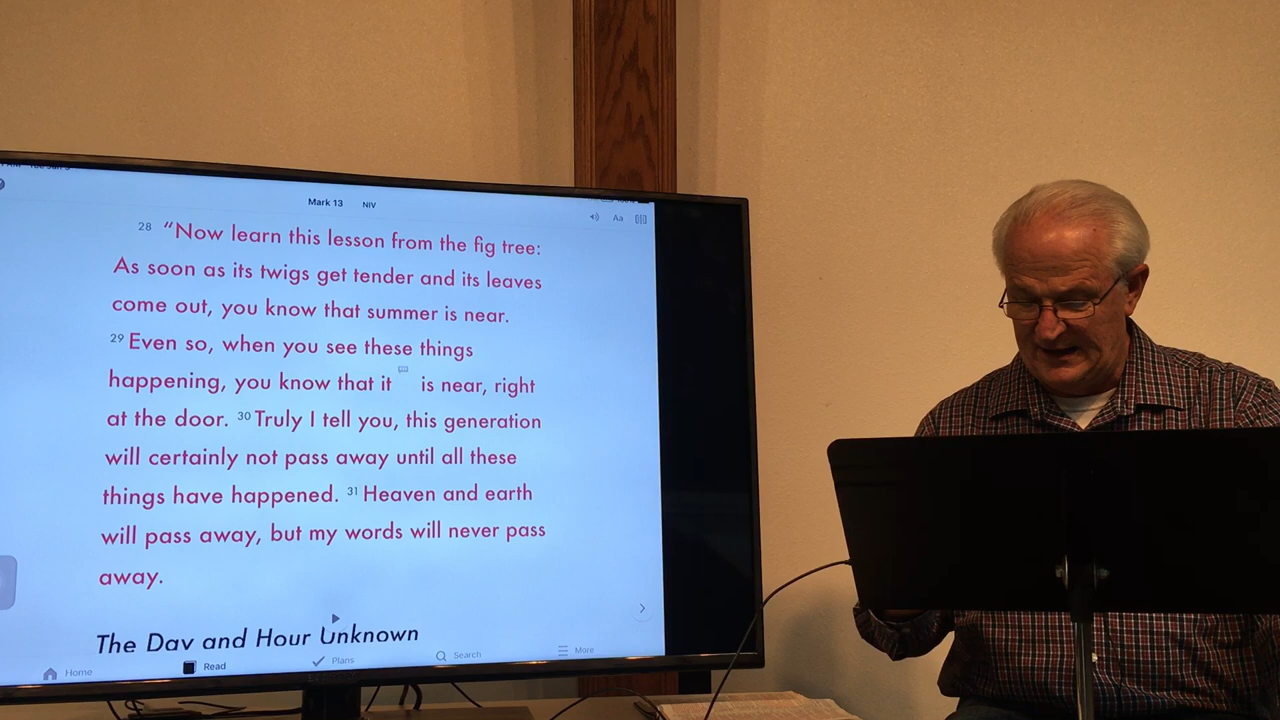 Mark 13 NIV
Aa
28 “Now learn this lesson from the fig tree:
As soon as its twigs get tender and its leaves
come out, you know that summer is near.
29 Even so, when you see these things
happening, you know that it is near, right
at the door. 30 Truly I tell you, this generation
will certainly not pass away until all these
things have happened. 31 Heaven and earth
will pass away, but my words will never pass
away.
The Day and Hour Unknown
Home Read Plans Search More